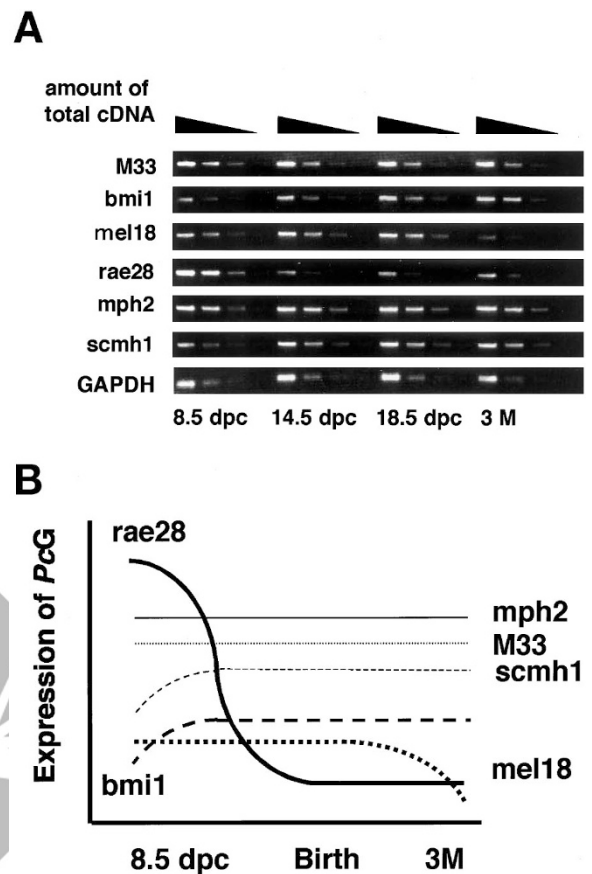 A
amount of
total cDNA
M33
bmi1
mel18
rae28
mph2
scmh1
GAPDH
8.5 dpc 14.5 dpc 18.5 dpc 3 M
B
Expression of PcG
rae28
mph2
M33
scmh1
bmi1
mel18
8.5 dpc Birth 3M